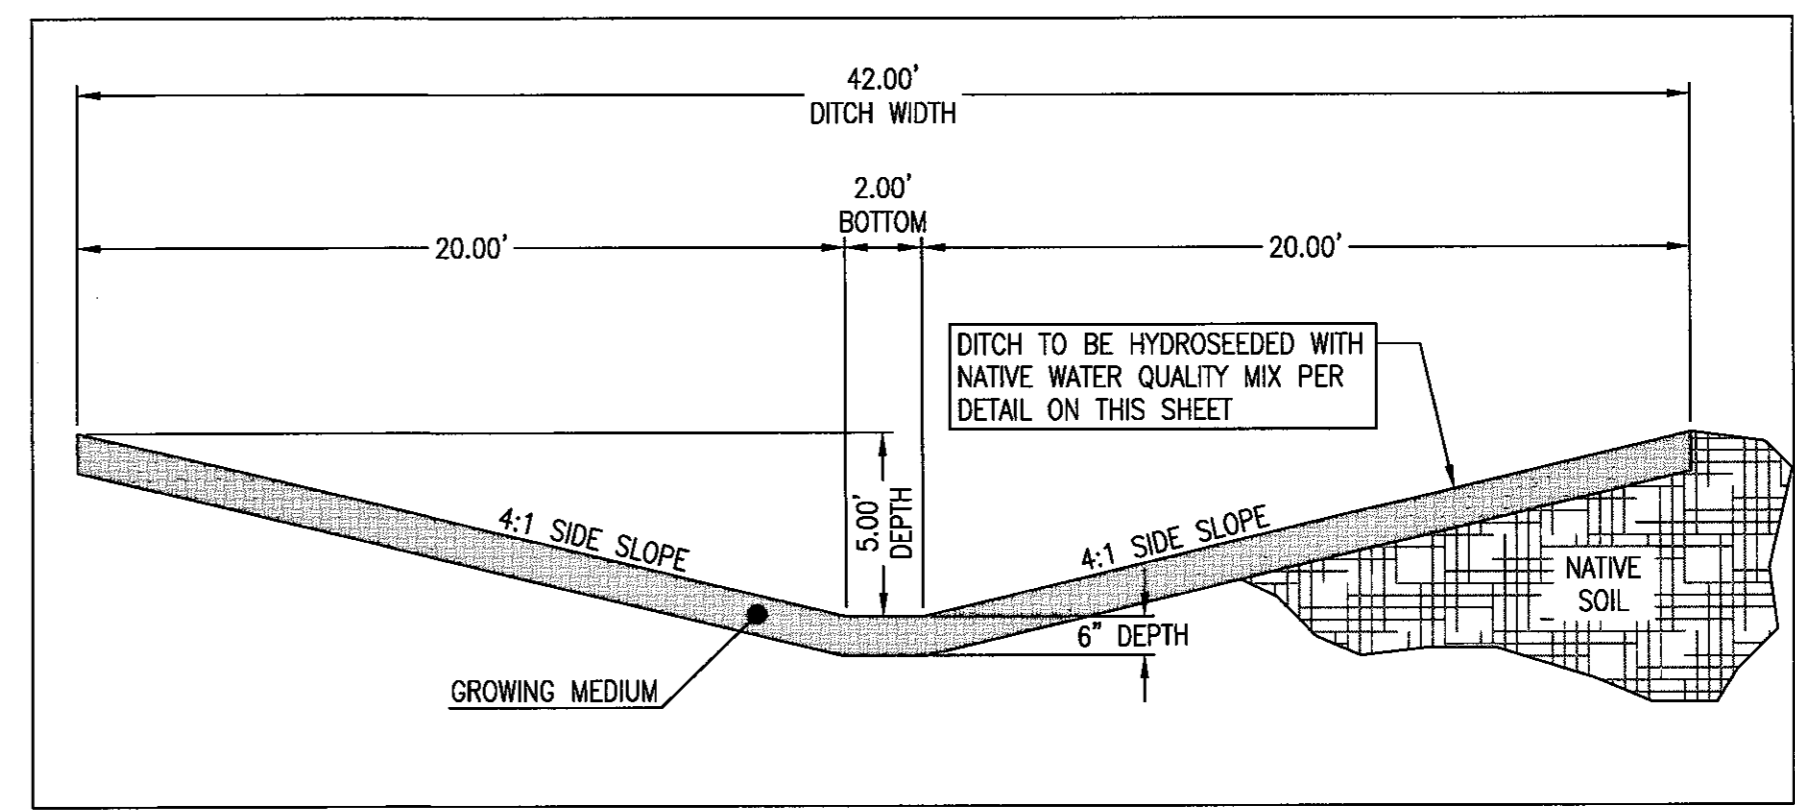 42.00'
DITCH WIDTH
2.00'
BOTTOM
20.00'
20.00'
DITCH TO BE HYDROSEEDED WITH
NATIVE WATER QUALITY MIX PER
DETAIL ON THIS SHEET
5.00'
DEPTH
4:1 SIDE SLOPE
4:1 SIDE SLOPE
NATIVE
SOIL
6" DEPTH
GROWING MEDIUM